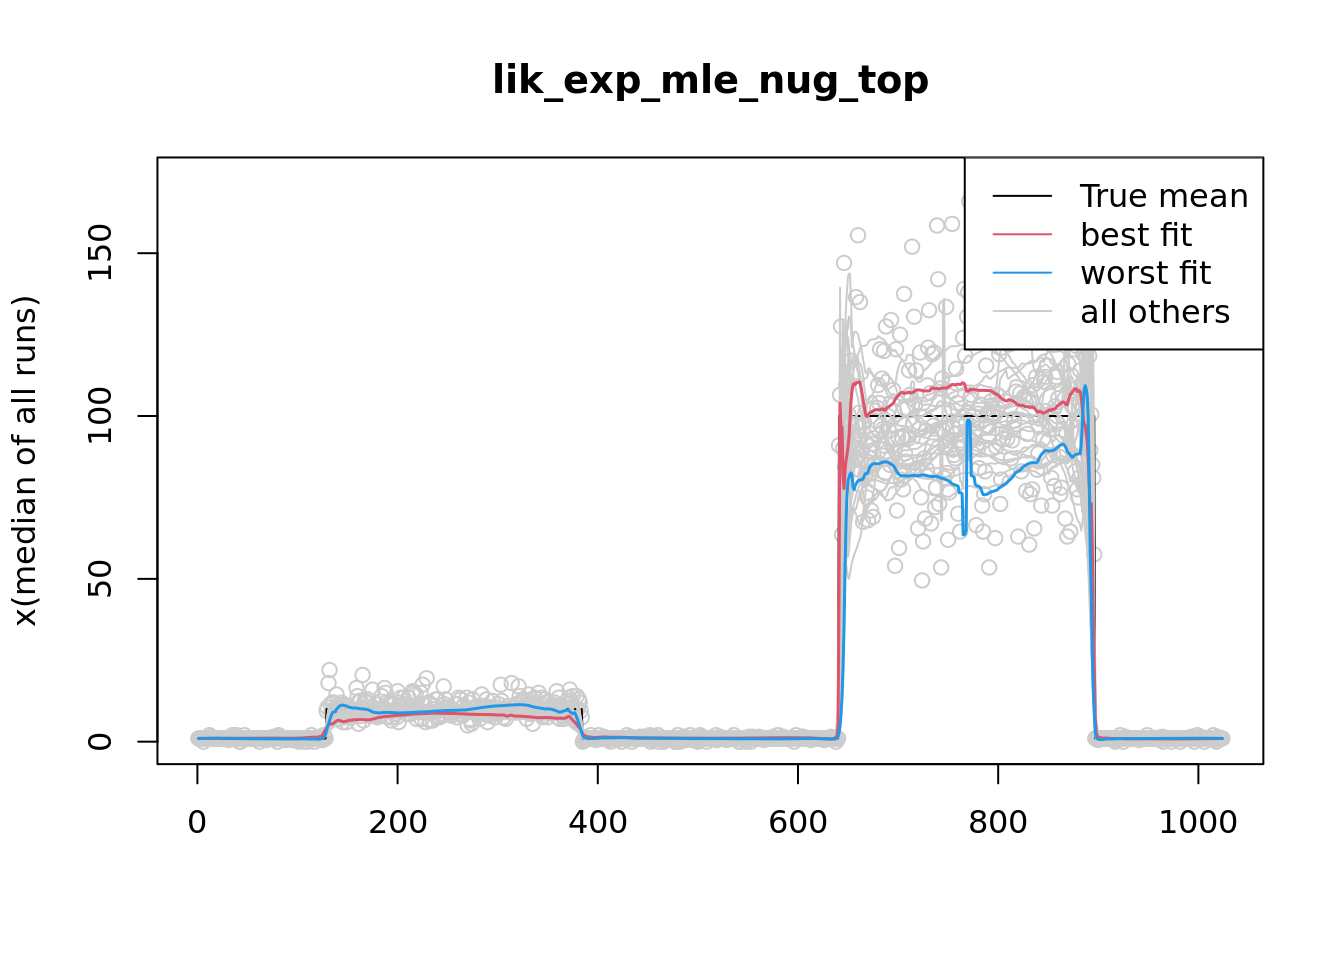 lik_exp_mle_nug_top
True mean
best fit
worst fit
all others
x(median of all runs)
150
100
50
0
0 200 400 600 800 1000